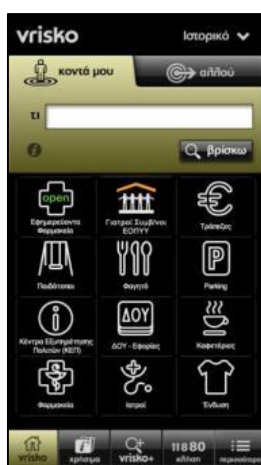 vrisko
Ιστορικό
κοντά μου
αλλού
τι
βρίσκω
open
Εφημερεύοντα
Φαρμακεία
Γιατροί Συμβ/νοι
ΕΟΠΥΥ
Τράπεζες
Παιδότοποι
Φαγητό
P
Parking
Κέντρα Εξυπηρέτησης
Πολιτών (ΚΕΠ)
ΔΟΥ
ΔΟΥ - Εφορίες
Καφετέριες
Φαρμακεία
Ιατροί
Ένδυση
vrisko
χρήσιμα
vrisko+
11880
κλήση
περισσότερα